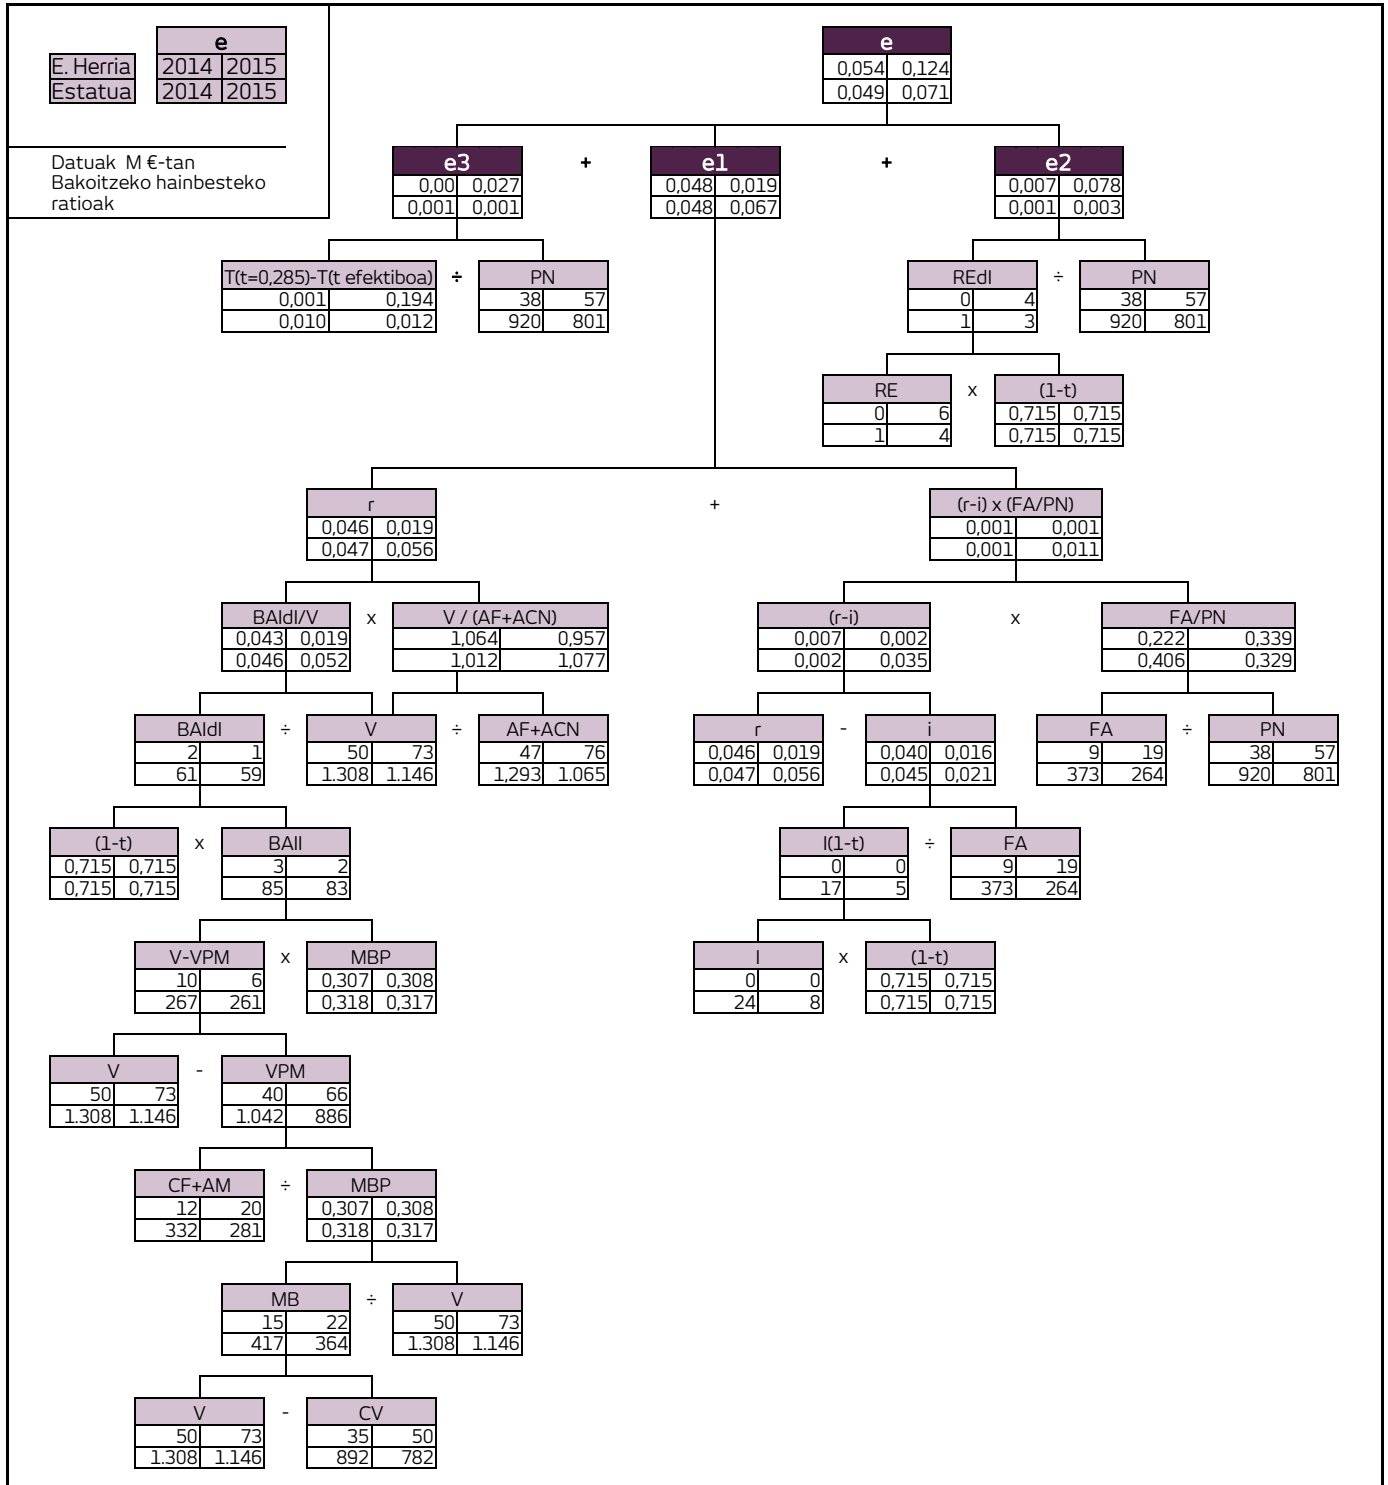 e
E. Herria 2014 2015
Estatua 2014 2015
Datuak M €-tan
Bakoitzeko hainbesteko
ratioak
e
0,054 0,124
0,049 0,071
e3 + e1 + e2
0,00 0,027 0,048 0,019 0,007 0,078
0,001 0,001 0,048 0,067 0,001 0,003
T(t=0,285)-T(t efektiboa) ÷ PN REdI ÷ PN
0,001 0,194 38 57 0 4 38 57
0,010 0,012 920 801 1 3 920 801
RE x (1-t)
0 6 0,715 0,715
1 4 0,715 0,715
r + (r-i) x (FA/PN)
0,046 0,019 0,001 0,001
0,047 0,056 0,001 0,011
BAIdI/V x V / (AF+ACN) (r-i) x FA/PN
0,043 0,019 1,064 0,957 0,007 0,002 0,222 0,339
0,046 0,052 1,012 1,077 0,002 0,035 0,406 0,329
BAIdI ÷ V ÷ AF+ACN r - i FA ÷ PN
2 1 50 73 47 76 0,046 0,019 0,040 0,016 9 19 38 57
61 59 1.308 1.146 1,293 1.065 0,047 0,056 0,045 0,021 373 264 920 801
(1-t) x BAII I(1-t) ÷ FA
0,715 0,715 3 2 0 0 9 19
0,715 0,715 85 83 17 5 373 264
V-VPM x MBP I x (1-t)
10 6 0,307 0,308 0 0 0,715 0,715
267 261 0,318 0,317 24 8 0,715 0,715
V - VPM
50 73 40 66
1.308 1.146 1.042 886
CF+AM ÷ MBP
12 20 0,307 0,308
332 281 0,318 0,317
MB ÷ V
15 22 50 73
417 364 1.308 1.146
V - CV
50 73 35 50
1.308 1.146 892 782